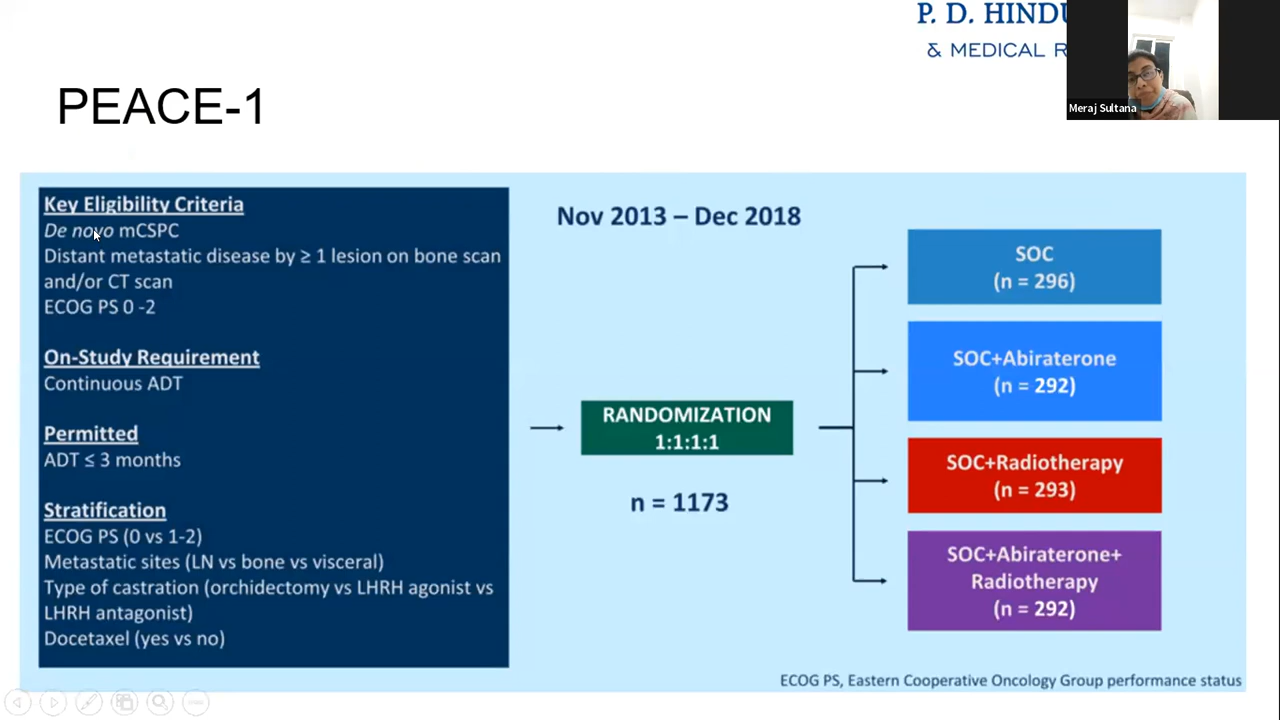 P. D. HINDU
& MEDICAL R
Meraj Sultana
PEACE-1
Key Eligibility Criteria
De novo mCSPC
Distant metastatic disease by ≥ 1 lesion on bone scan
and/or CT scan
ECOG PS 0 -2
On-Study Requirement
Continuous ADT
Permitted
ADT ≤ 3 months
Stratification
ECOG PS (0 vs 1-2)
Metastatic sites (LN vs bone vs visceral)
Type of castration (orchidectomy vs LHRH agonist vs
LHRH antagonist)
Docetaxel (yes vs no)
Nov 2013 – Dec 2018
RANDOMIZATION
1:1:1:1
n = 1173
SOC
(n = 296)
SOC+Abiraterone
(n = 292)
SOC+Radiotherapy
(n = 293)
SOC+Abiraterone+
Radiotherapy
(n = 292)
ECOG PS, Eastern Cooperative Oncology Group performance status